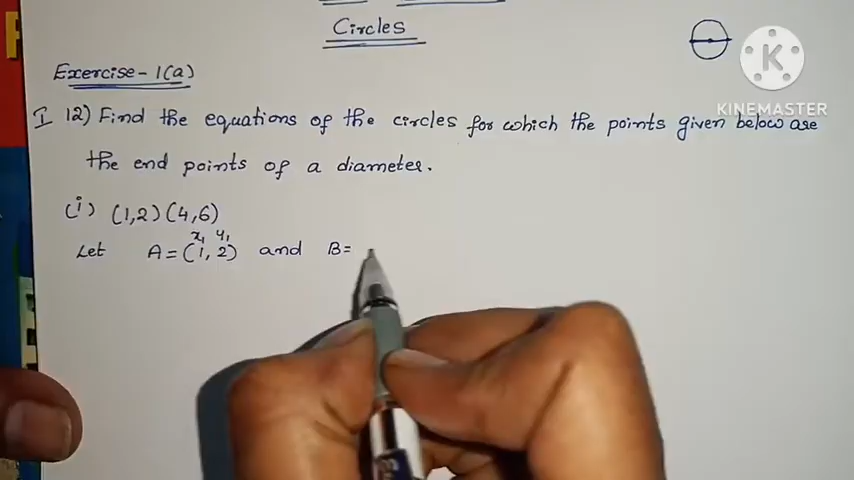 Circles
Exercise - 1(a)
KINEMASTER
I 12) Find the equations of the circles for which the points given below are
the end points of a diameter.
(i) (1,2) (4,6)
x₁ y₁
Let A = (1, 2) and B =